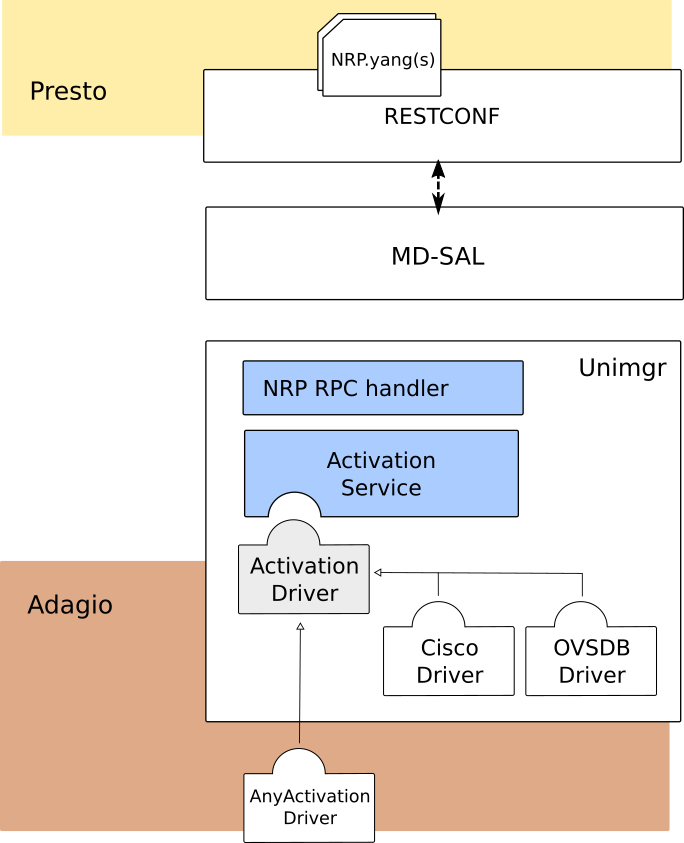 NRP.yang(s)
Presto
RESTCONF
MD-SAL
Unimgr
NRP RPC handler
Activation
Service
Activation
Driver
Adagio
Cisco
Driver
OVSDB
Driver
AnyActivation
Driver